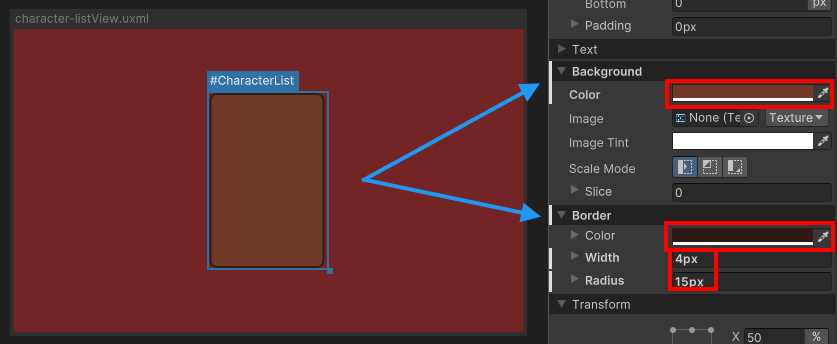 character-listView.uxml
#CharacterList
Bottom 0 px
Padding 0px
Text
Background
Color
Image None (Te Texture
Image Tint
Scale Mode
Slice 0
Border
Color
Width 4px
Radius 15px
Transform
X 50 %